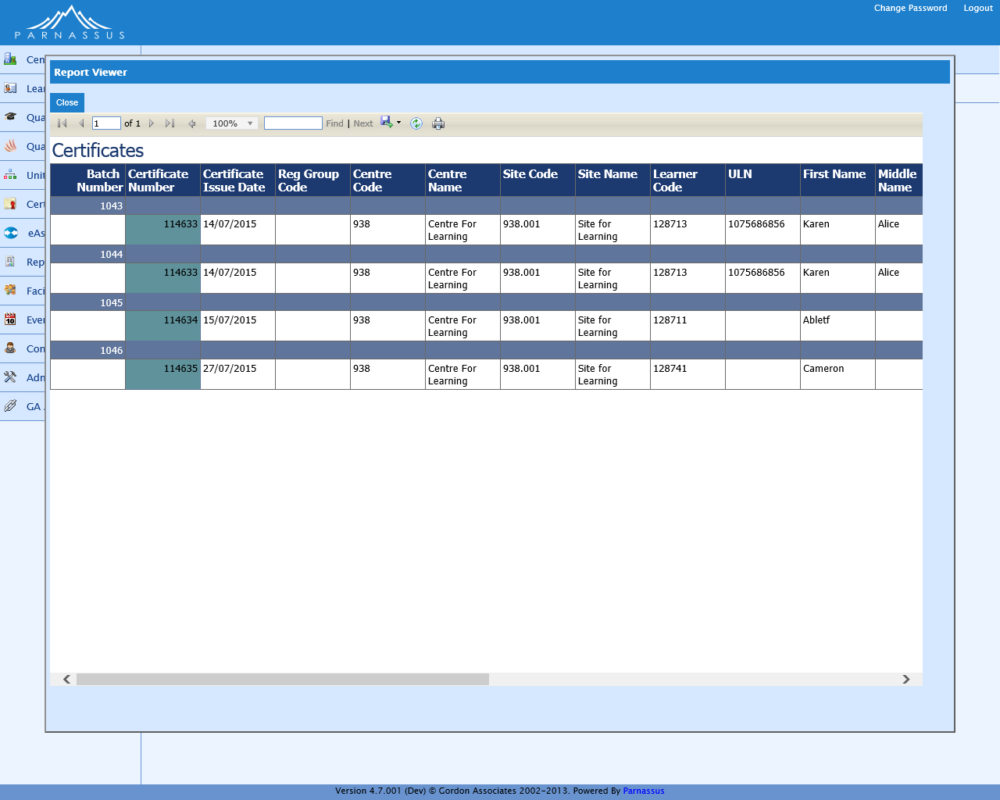 PARNASSUS
Change Password Logout
Cen
Lear
Qua
Qua
Unit
Cert
eAs
Rep
Faci
Ever
Con
Adn
GA
Report Viewer
Close
1 of 1 100% Find | Next
Certificates
Batch Number Certificate Number Certificate Issue Date Reg Group Code Centre Code Centre Name Site Code Site Name Learner Code ULN First Name Middle Name
1043
114633 14/07/2015 938 Centre For Learning 938.001 Site for Learning 128713 1075686856 Karen Alice
1044
114633 14/07/2015 938 Centre For Learning 938.001 Site for Learning 128713 1075686856 Karen Alice
1045
114634 15/07/2015 938 Centre For Learning 938.001 Site for Learning 128711 Abletf
1046
114635 27/07/2015 938 Centre For Learning 938.001 Site for Learning 128741 Cameron
Version 4.7.001 (Dev) © Gordon Associates 2002-2013. Powered By Parnassus